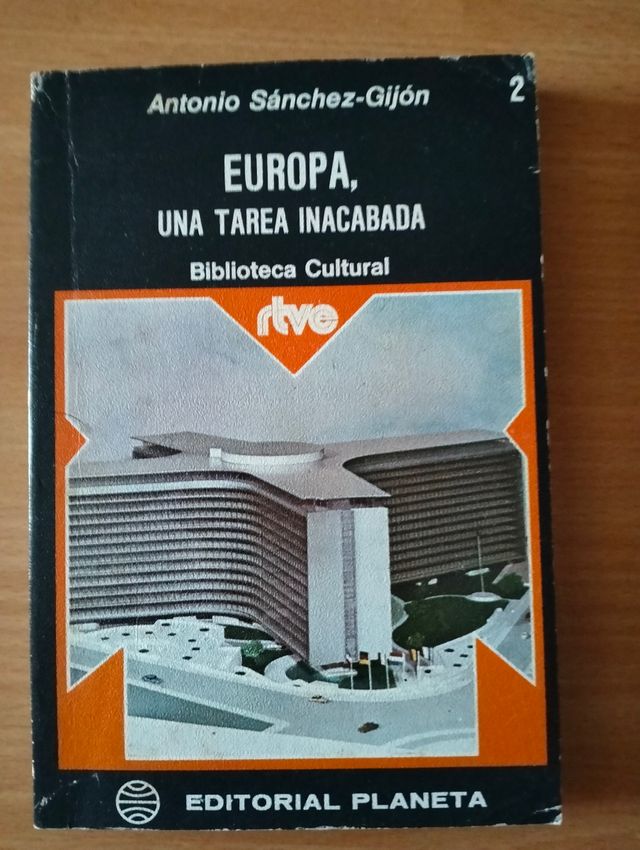 Antonio Sánchez-Gijón
2
EUROPA,
UNA TAREA INACABADA
Biblioteca Cultural
rtve
EDITORIAL PLANETA